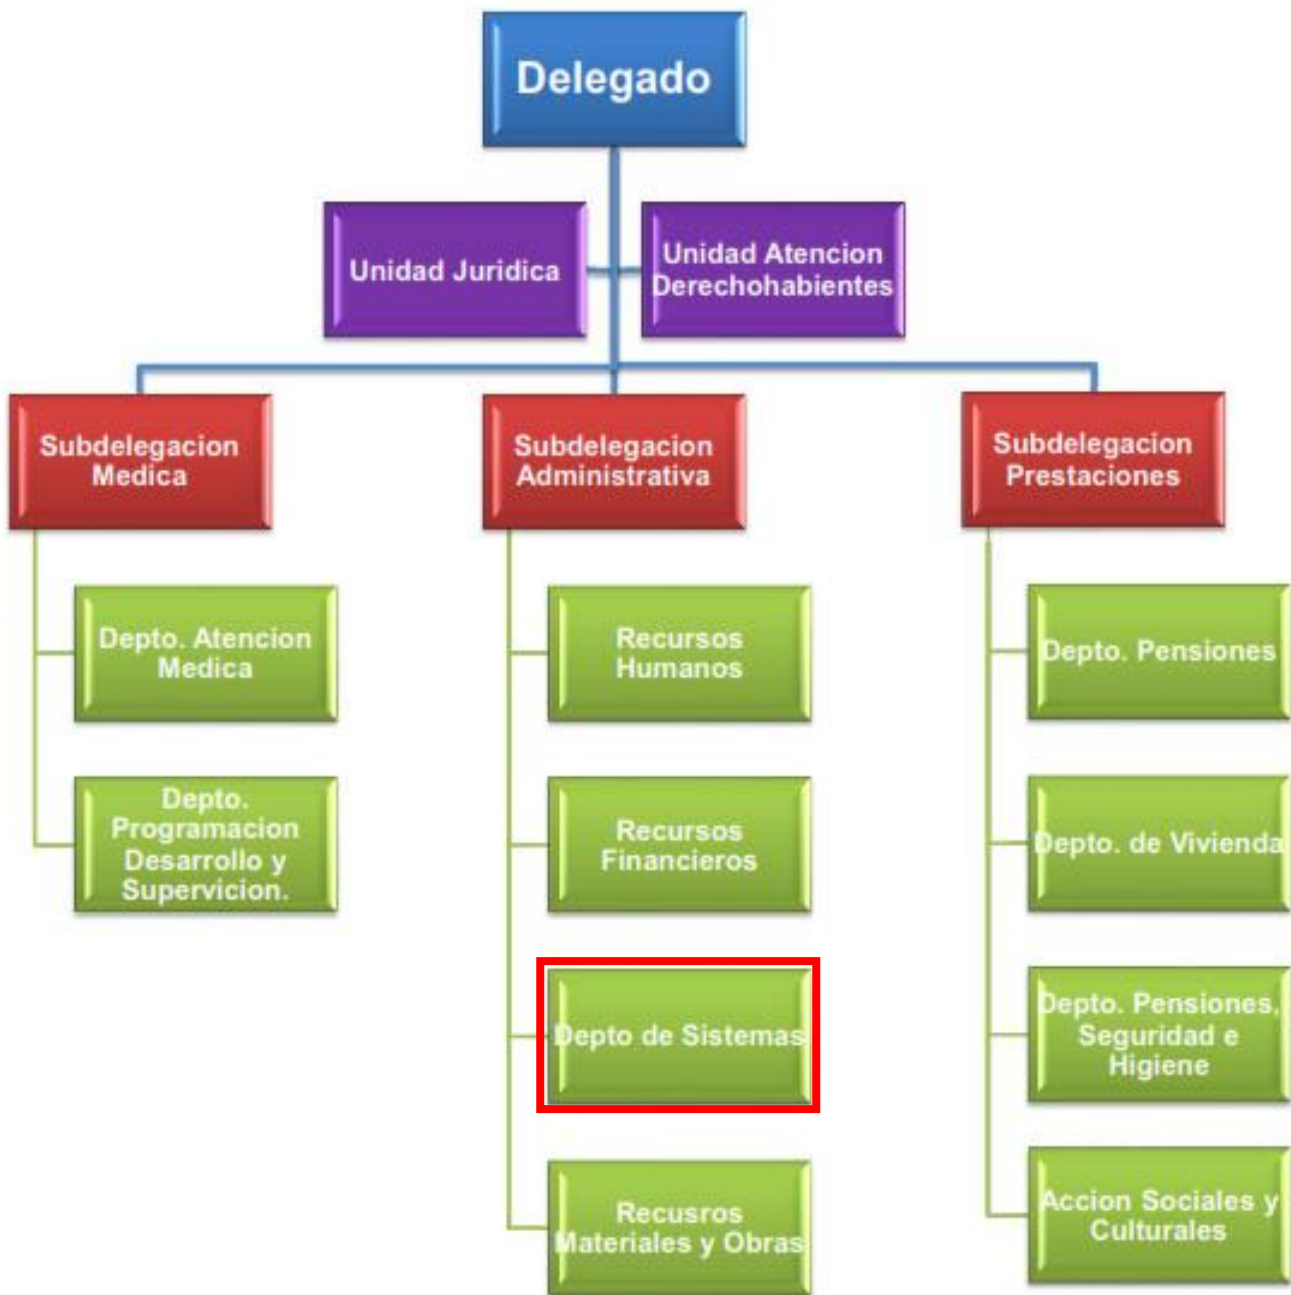 Delegado
Unidad Juridica
Unidad Atencion
Derechohabientes
Subdelegacion
Medica
Subdelegacion
Administrativa
Subdelegacion
Prestaciones
Depto. Atencion
Medica
Depto.
Programacion
Desarrollo y
Supervicion.
Recursos
Humanos
Recursos
Financieros
Depto de Sistemas
Recusros
Materiales y Obras
Depto. Pensiones
Depto. de Vivienda
Depto. Pensiones,
Seguridad e
Higiene
Accion Sociales y
Culturales